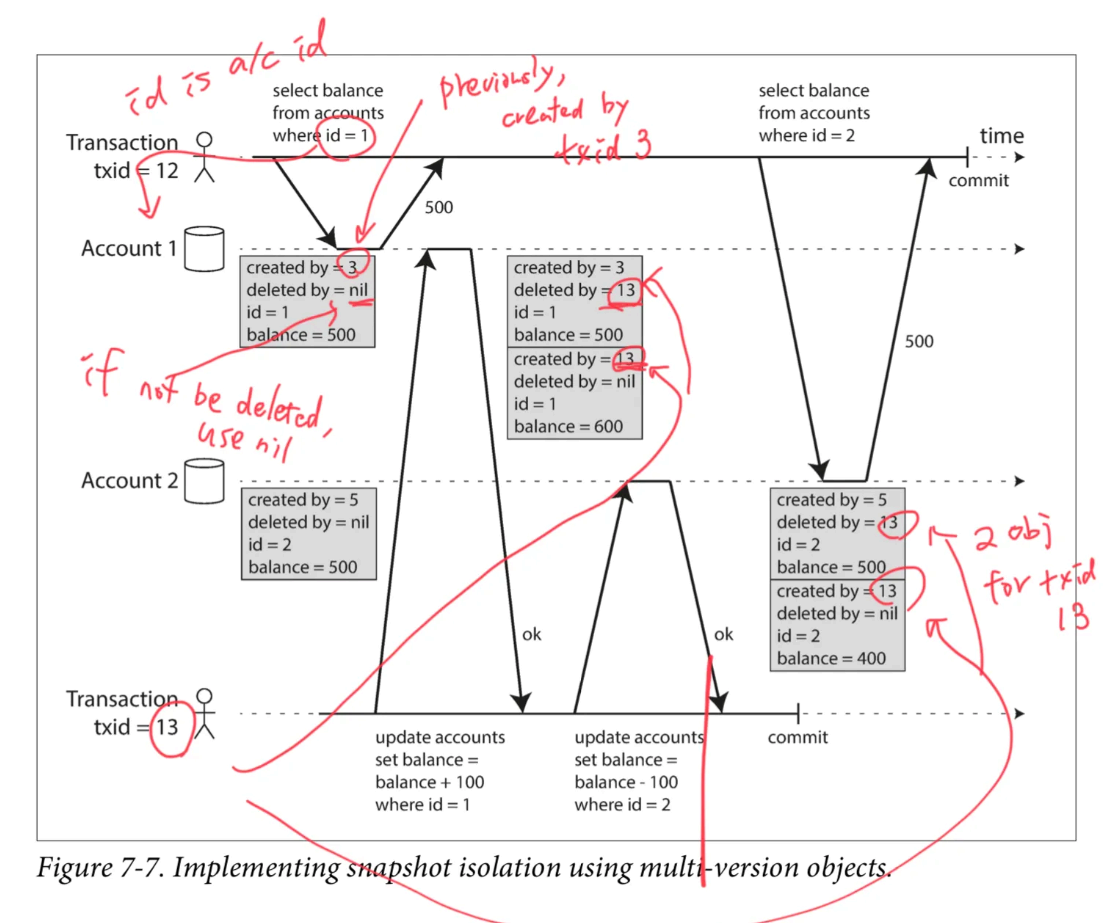 id is a/c id
previously,
created by
txid 3
select balance
from accounts
where id = 1
select balance
from accounts
where id = 2
time
Transaction
txid = 12
commit
500
Account 1
created by = 3
deleted by = nil
id = 1
balance = 500
created by = 3
deleted by = 13
id = 1
balance = 500
created by = 13
deleted by = nil
id = 1
balance = 600
500
if not be deleted,
use nil
Account 2
created by = 5
deleted by = nil
id = 2
balance = 500
created by = 5
deleted by = 13
id = 2
balance = 500
created by = 13
deleted by = nil
id = 2
balance = 400
2 obj
for txid
13
ok
ok
Transaction
txid = 13
update accounts
set balance =
balance + 100
where id = 1
update accounts
set balance =
balance - 100
where id = 2
commit
Figure 7-7. Implementing snapshot isolation using multi-version objects.